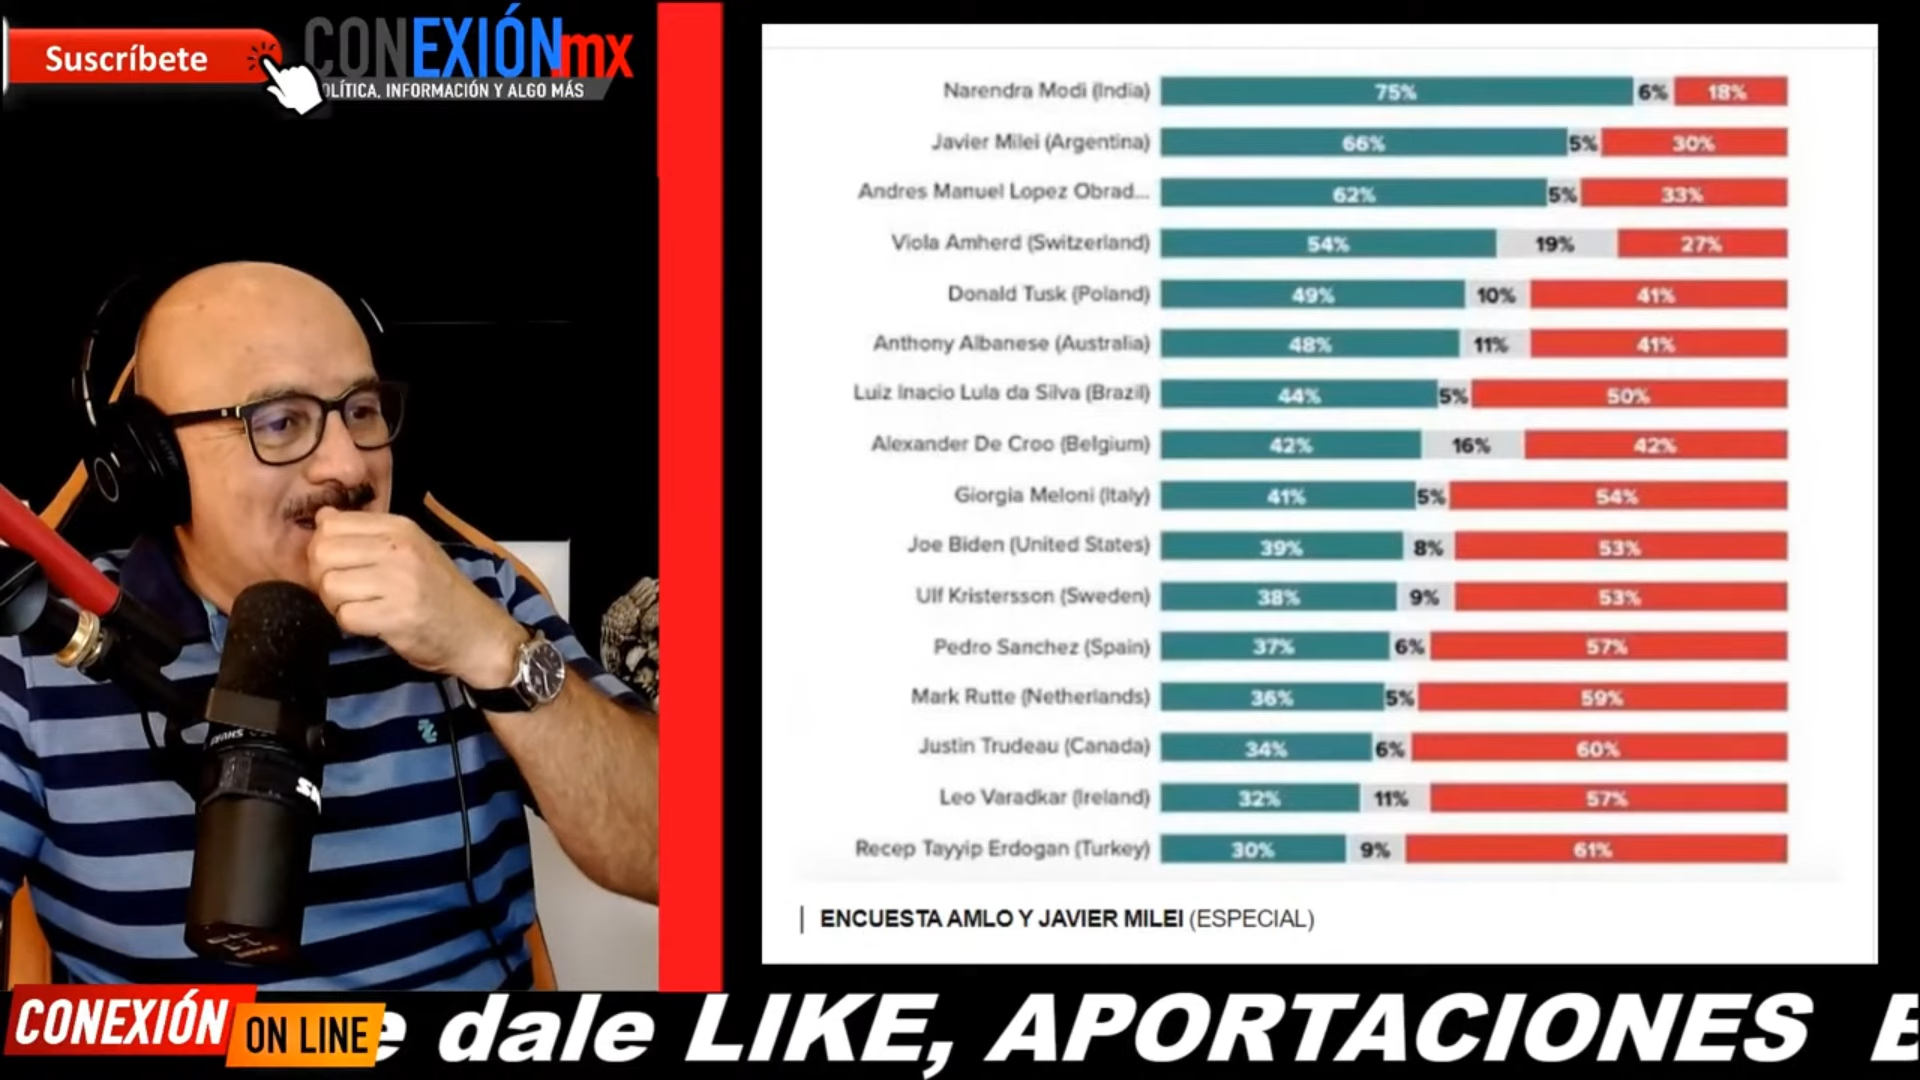 Suscríbete
CONEXIÓNmx
OLÍTICA, INFORMACIÓN Y ALGO MÁS
Narendra Modi (India) 75% 6% 18%
Javier Milei (Argentina) 66% 5% 30%
Andres Manuel Lopez Obrad... 62% 5% 33%
Viola Amherd (Switzerland) 54% 19% 27%
Donald Tusk (Poland) 49% 10% 41%
Anthony Albanese (Australia) 48% 11% 41%
Luiz Inacio Lula da Silva (Brazil) 44% 5% 50%
Alexander De Croo (Belgium) 42% 16% 42%
Giorgia Meloni (Italy) 41% 5% 54%
Joe Biden (United States) 39% 8% 53%
Ulf Kristersson (Sweden) 38% 9% 53%
Pedro Sanchez (Spain) 37% 6% 57%
Mark Rutte (Netherlands) 36% 5% 59%
Justin Trudeau (Canada) 34% 6% 60%
Leo Varadkar (Ireland) 32% 11% 57%
Recep Tayyip Erdogan (Turkey) 30% 9% 61%
ENCUESTA AMLO Y JAVIER MILEI (ESPECIAL)
CONEXIÓN ON LINE e dale LIKE, APORTACIONES E